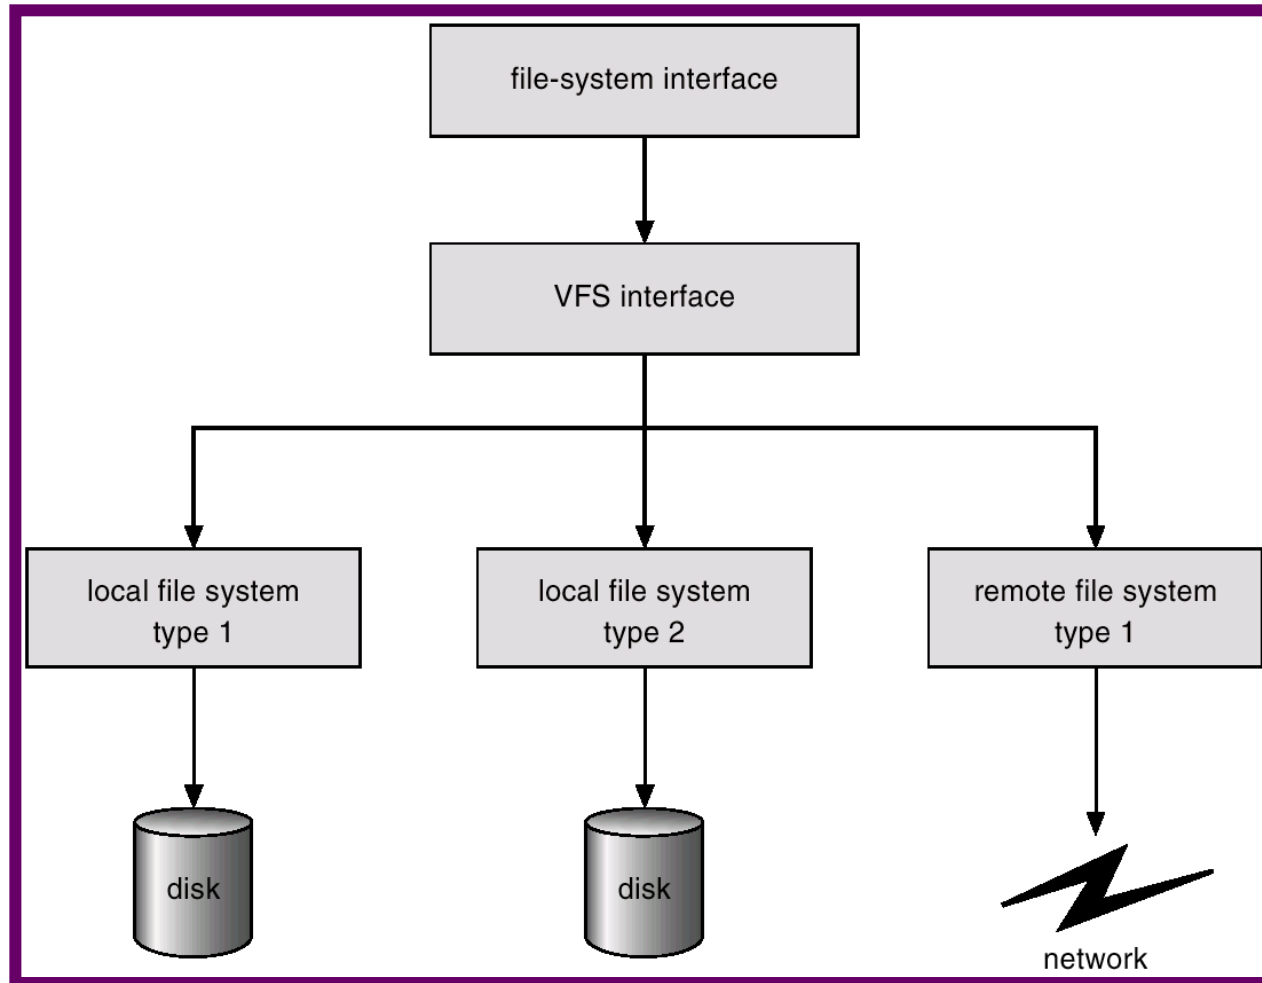 file-system interface
VFS interface
local file system
type 1
local file system
type 2
remote file system
type 1
disk
disk
network